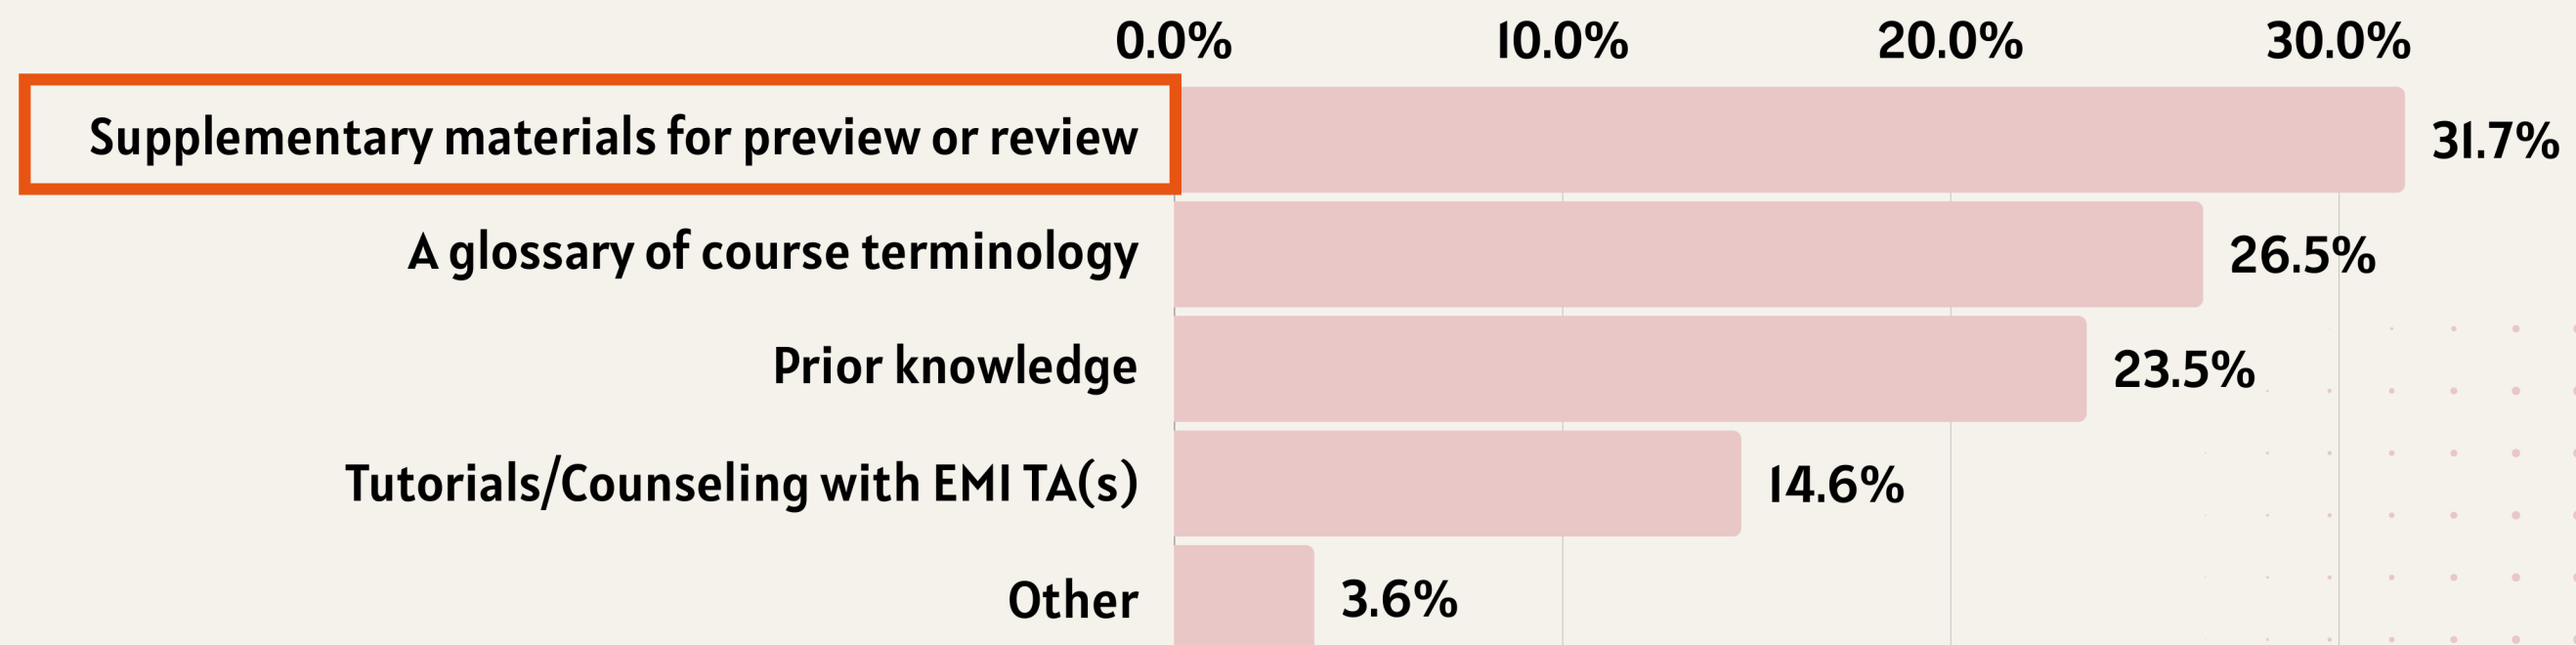 0.0% 10.0% 20.0% 30.0%
Supplementary materials for preview or review 31.7%
A glossary of course terminology 26.5%
Prior knowledge 23.5%
Tutorials/Counseling with EMI TA(s) 14.6%
Other 3.6%